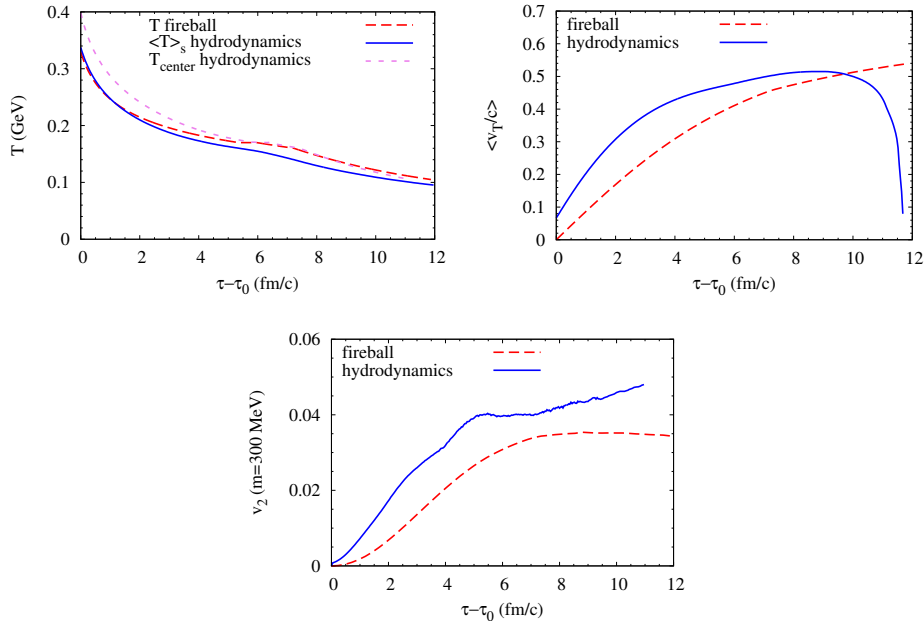 T fireball
<T>s hydrodynamics
Tcenter hydrodynamics
0.4
0.3
0.2
0.1
0
T (GeV)
0 2 4 6 8 10 12
τ−τ0 (fm/c)
fireball
hydrodynamics
0.7
0.6
0.5
0.4
0.3
0.2
0.1
0
<vT/c>
0 2 4 6 8 10 12
τ−τ0 (fm/c)
fireball
hydrodynamics
0.06
0.04
0.02
0
v2 (m=300 MeV)
0 2 4 6 8 10 12
τ−τ0 (fm/c)